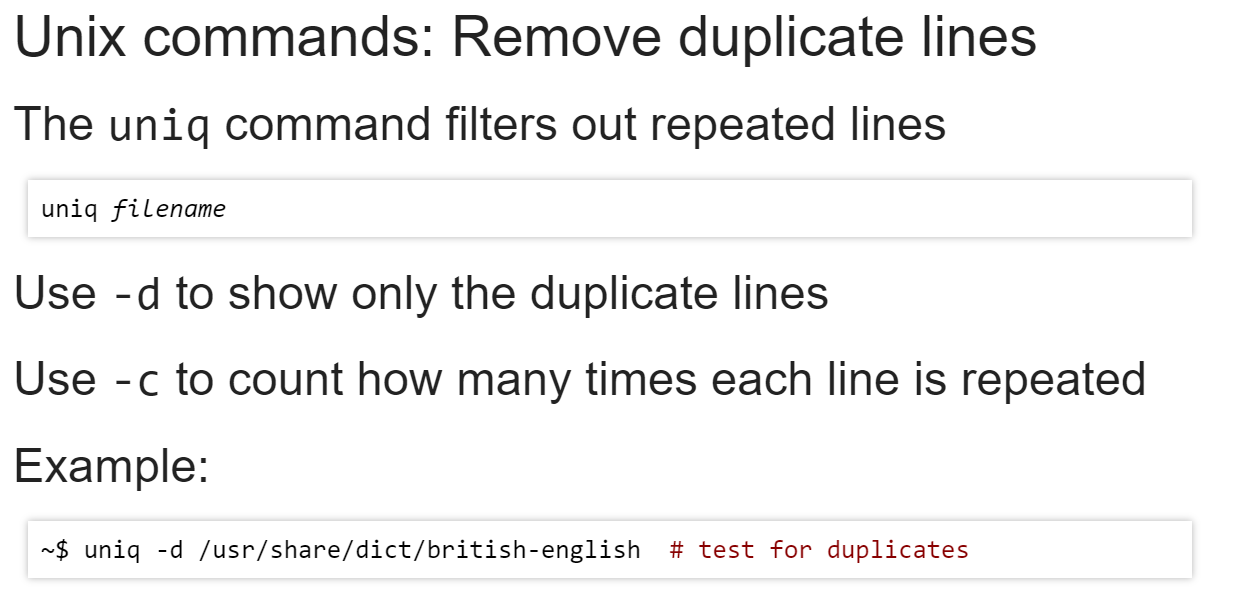 Unix commands: Remove duplicate lines
The uniq command filters out repeated lines
uniq filename
Use -d to show only the duplicate lines
Use -c to count how many times each line is repeated
Example:
~$ uniq -d /usr/share/dict/british-english  # test for duplicates